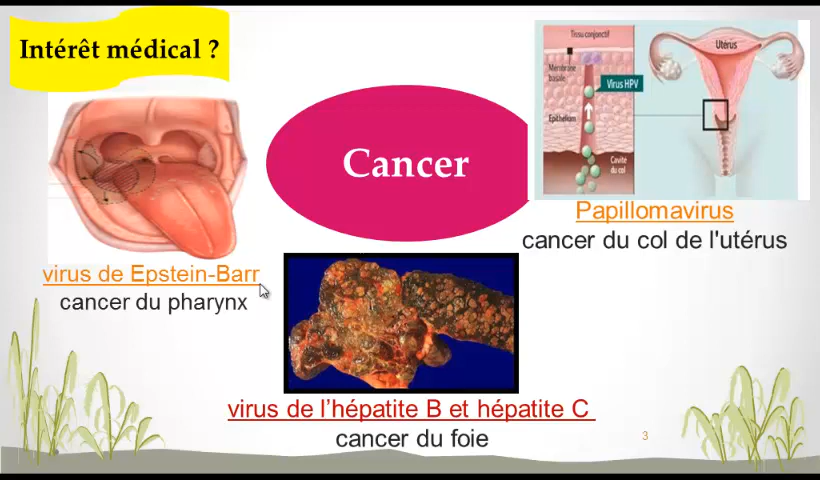 Intérêt médical ?
Cancer
Tissu conjonctif
Membrane
basale
Virus HPV
Epithélium
Cavité
du col
Utérus
Papillomavirus
cancer du col de l'utérus
virus de Epstein-Barr
cancer du pharynx
virus de l'hépatite B et hépatite C
cancer du foie
3